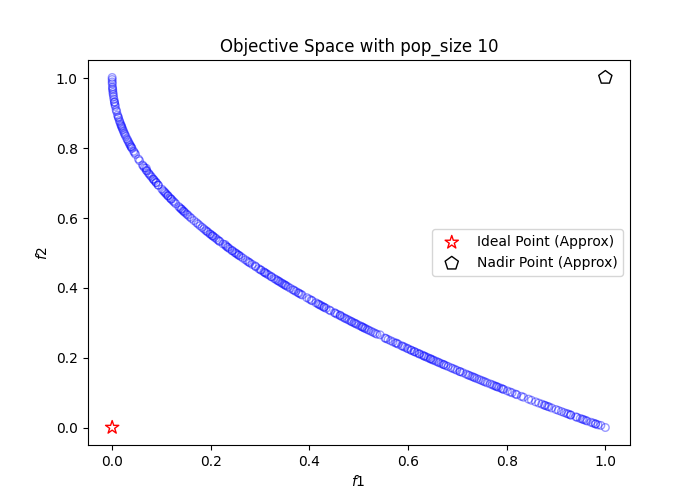 Objective Space with pop_size 10
1.0
0.8
0.6
0.4
0.2
0.0
f2
Ideal Point (Approx)
Nadir Point (Approx)
0.0 0.2 0.4 0.6 0.8 1.0
f1